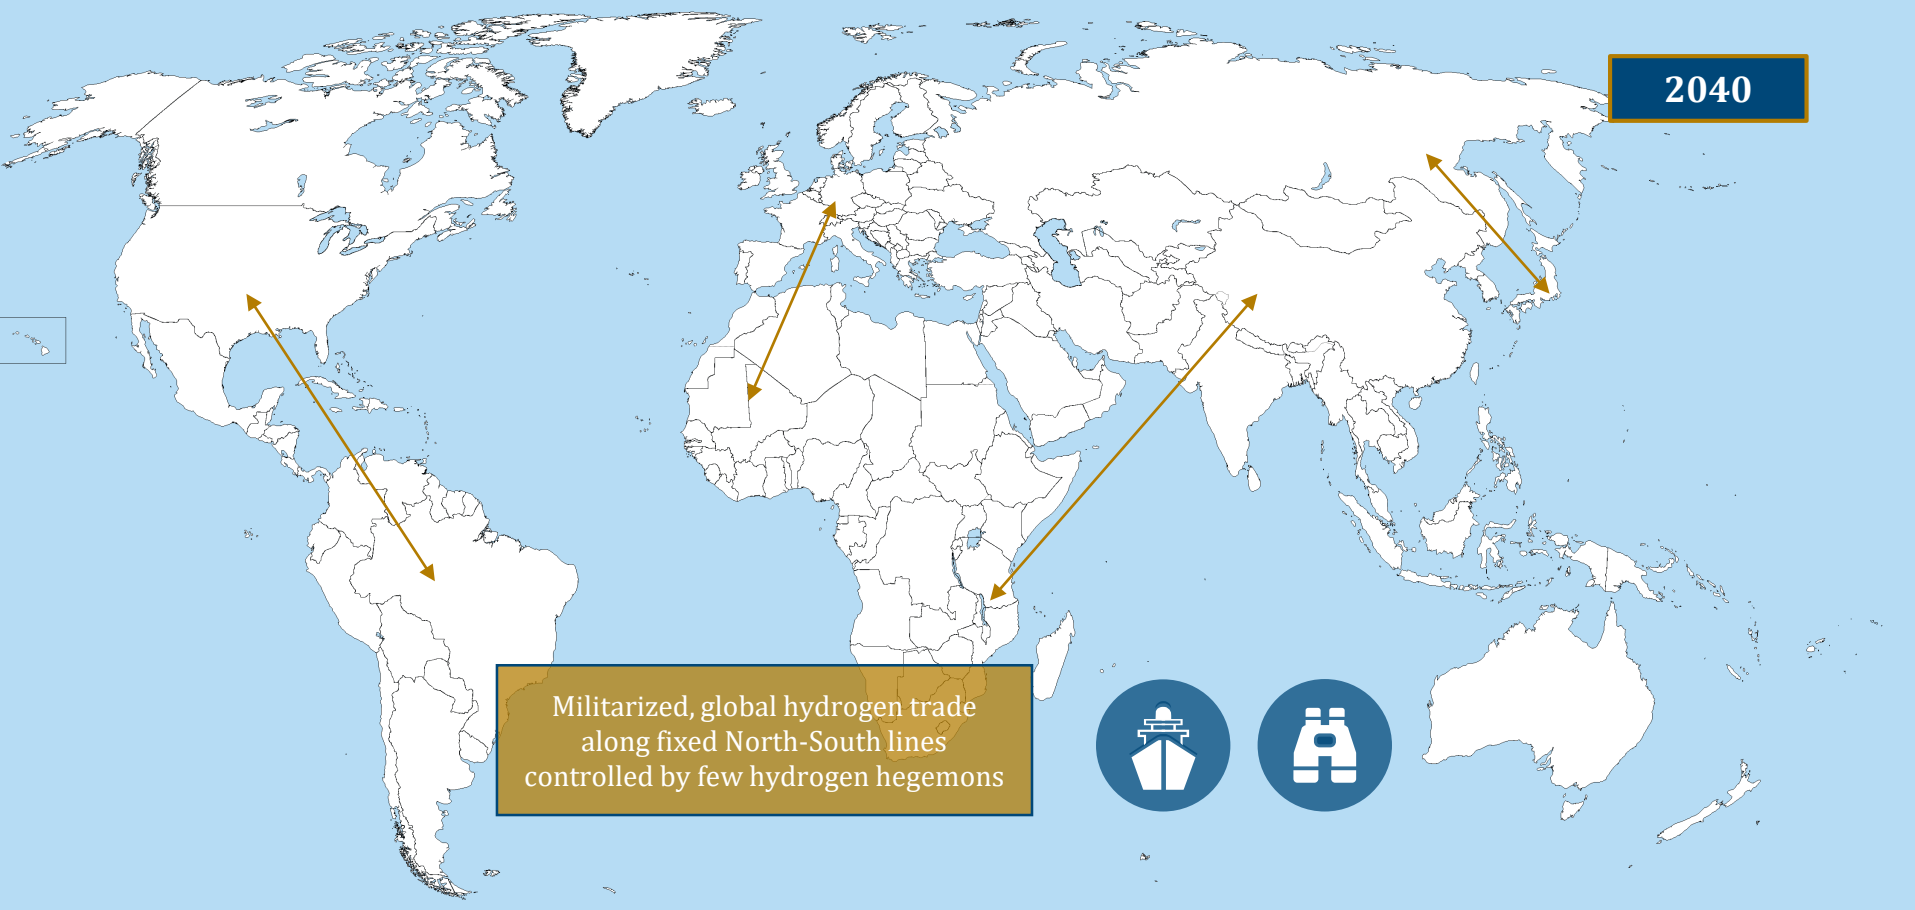 2040
Militarized, global hydrogen trade
along fixed North-South lines
controlled by few hydrogen hegemons